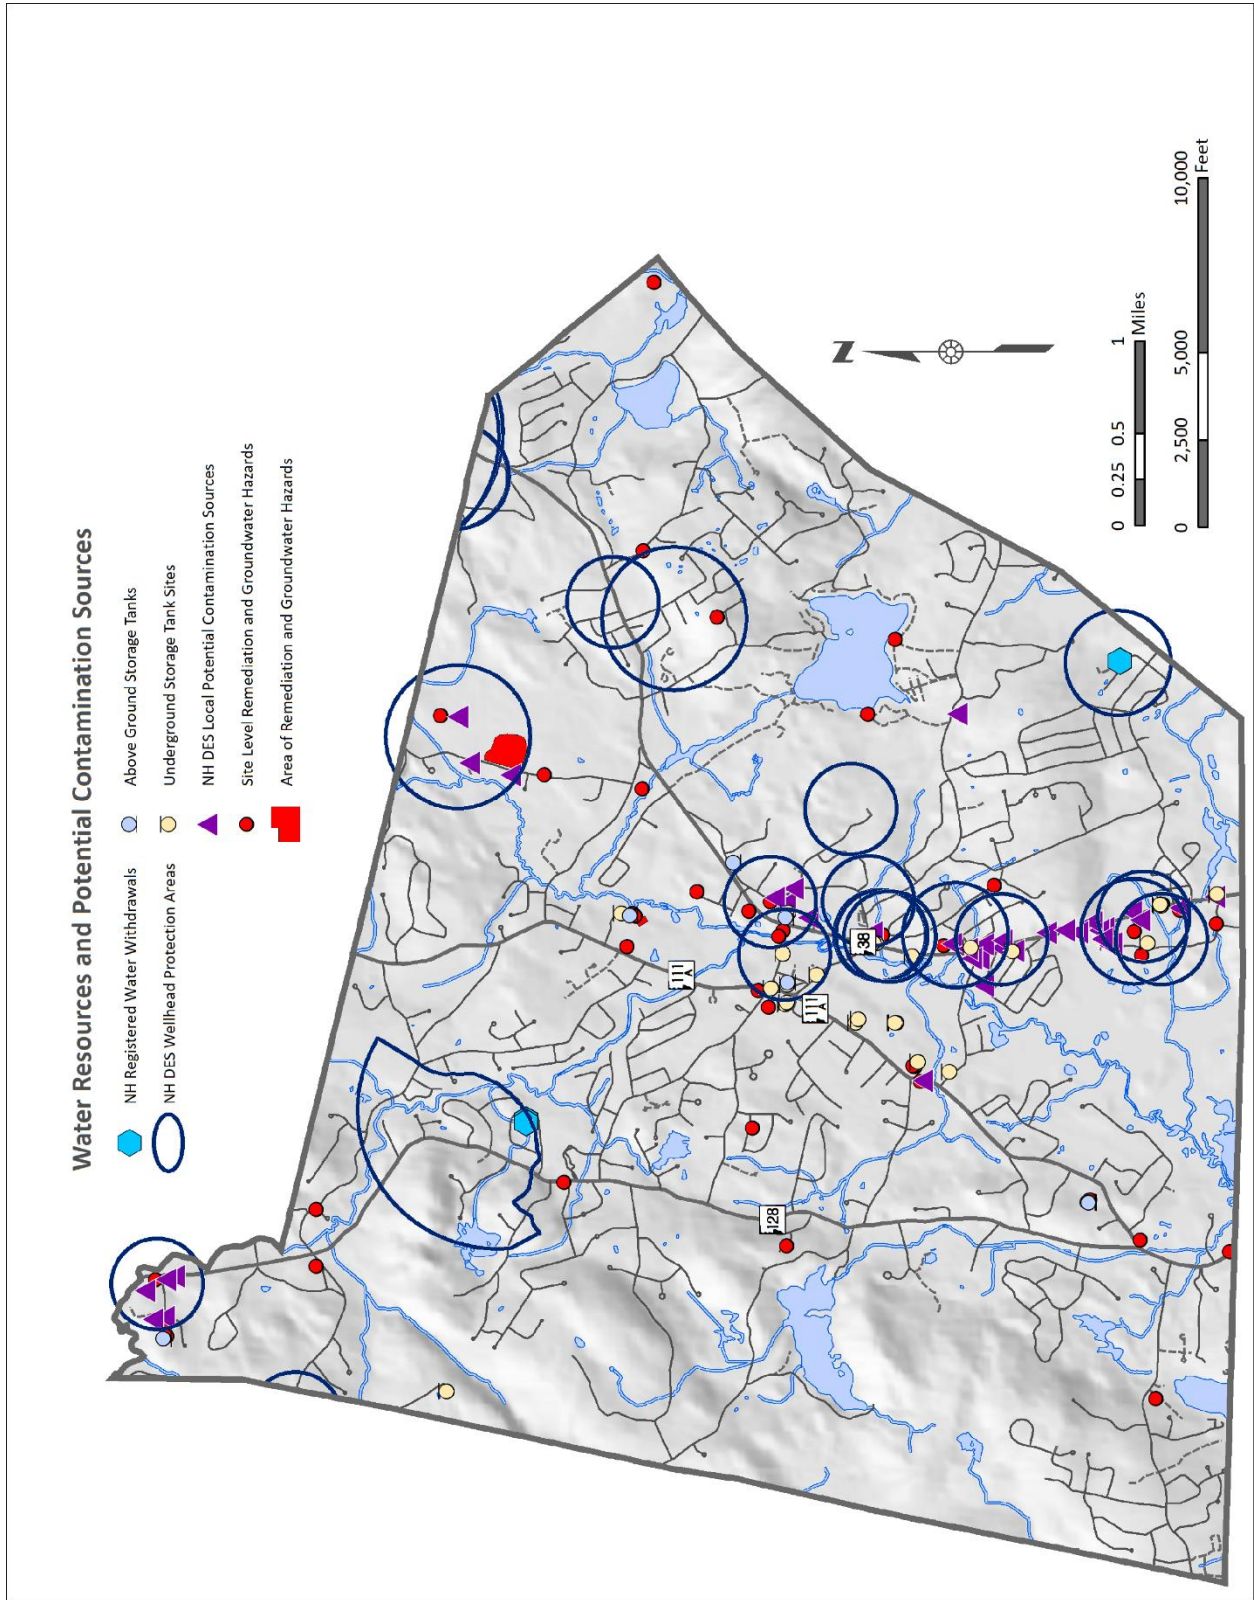 Water Resources and Potential Contamination Sources
NH Registered Water Withdrawals
NH DES Wellhead Protection Areas
Above Ground Storage Tanks
Underground Storage Tank Sites
NH DES Local Potential Contamination Sources
Site Level Remediation and Groundwater Hazards
Area of Remediation and Groundwater Hazards
128
111A
111
38
N
0 0.25 0.5 1
Miles
0 2,500 5,000 10,000
Feet